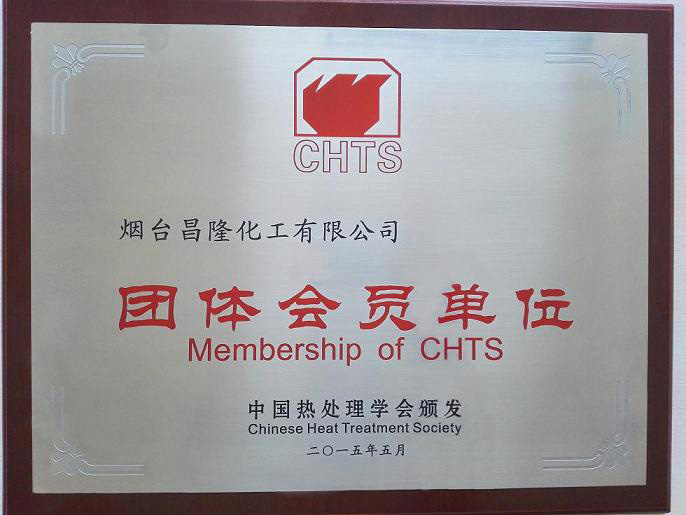 CHTS
烟台昌隆化工有限公司
团体会员单位
Membership of CHTS
中国热处理学会颁发
Chinese Heat Treatment Society
二〇一五年五月